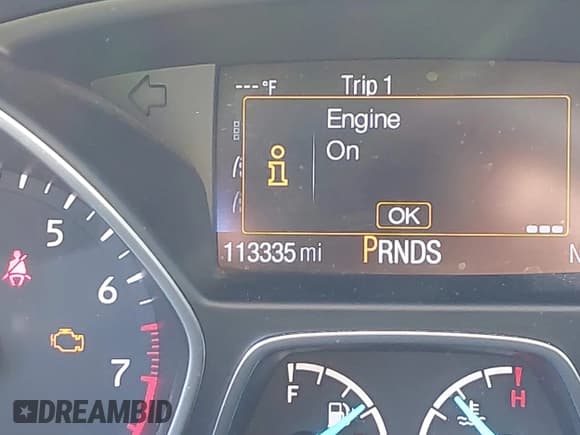 --- °F Trip 1
Engine
On
OK
113335 mi PRNDS N
5
6
7
F
H
DREAMBID